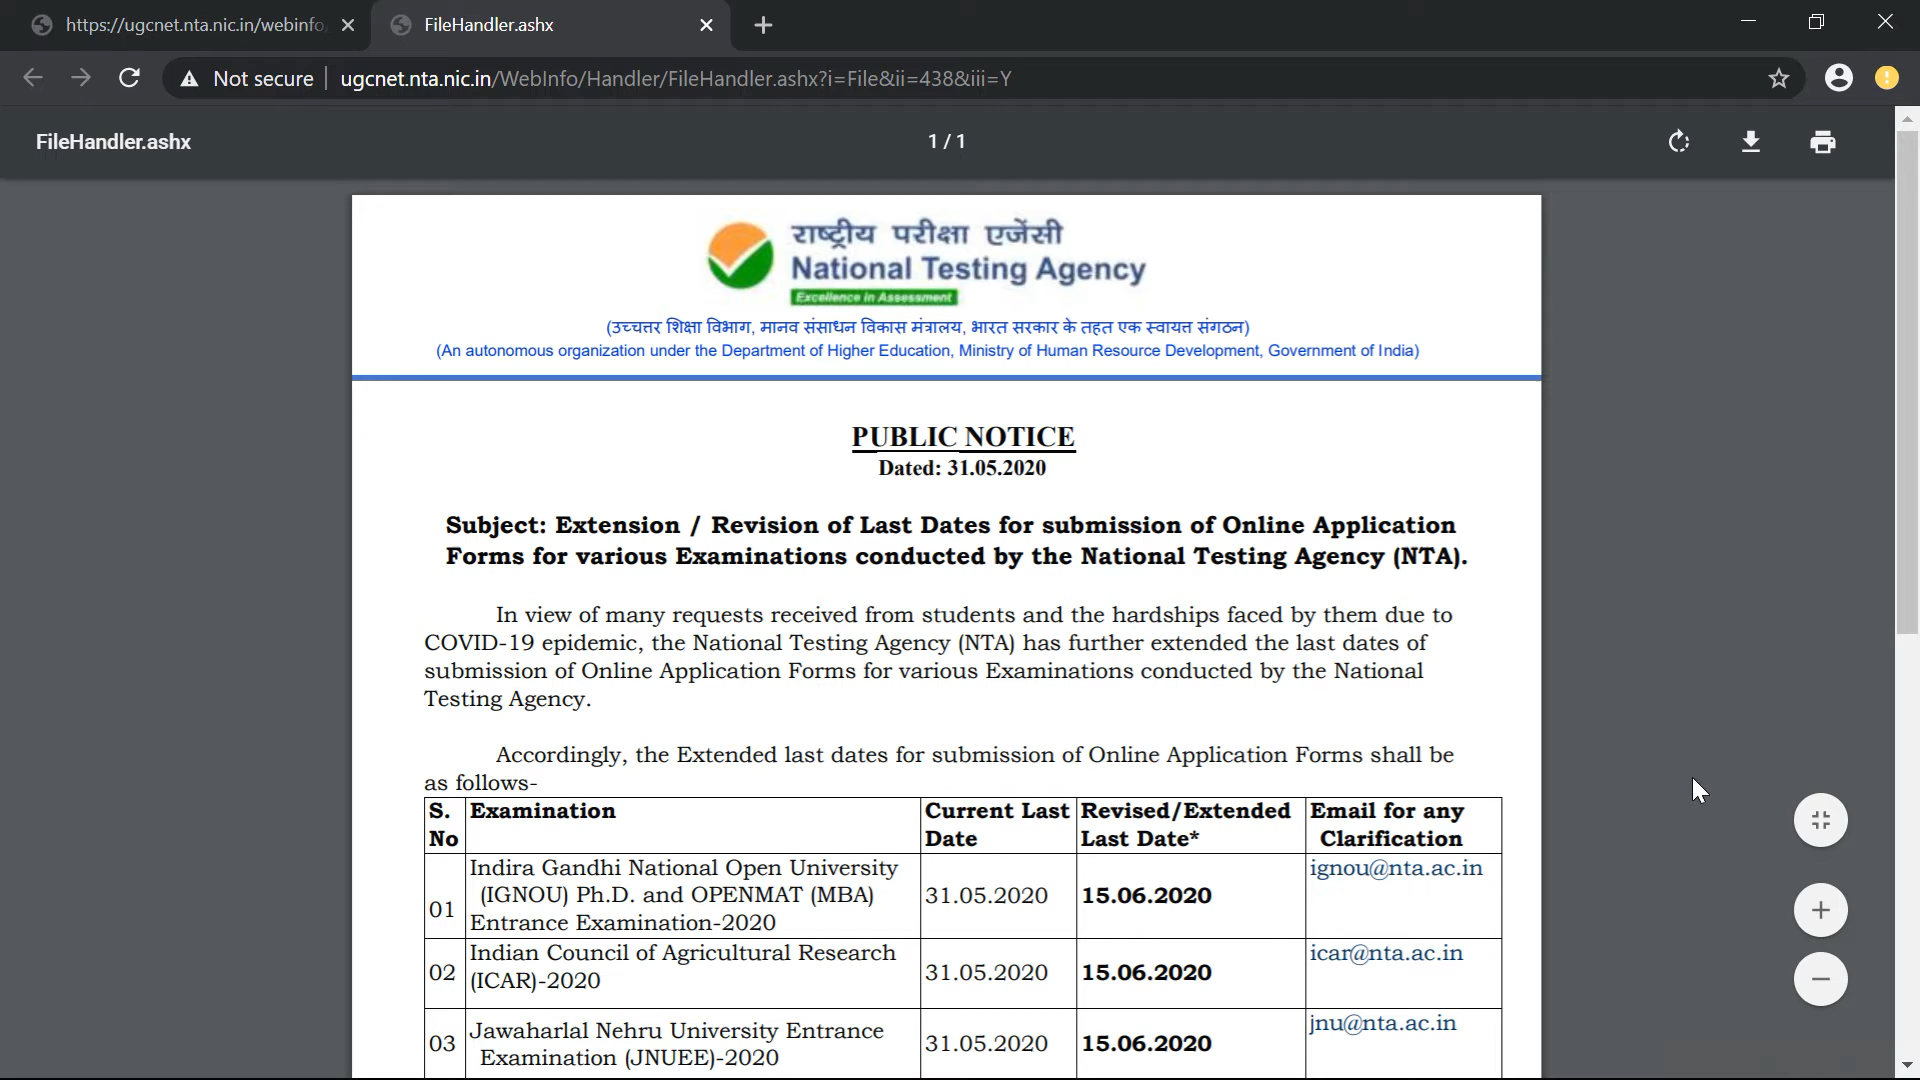 https://ugcnet.nta.nic.in/webinfo
FileHandler.ashx
Not secure
ugcnet.nta.nic.in/WebInfo/Handler/FileHandler.ashx?i=File&ii=438&iii=Y
FileHandler.ashx
1 / 1
राष्ट्रीय परीक्षा एजेंसी
National Testing Agency
Excellence in Assessment
(उच्चत्तर शिक्षा विभाग, मानव संसाधन विकास मंत्रालय, भारत सरकार के तहत एक स्वायत्त संगठन)
(An autonomous organization under the Department of Higher Education, Ministry of Human Resource Development, Government of India)
PUBLIC NOTICE
Dated: 31.05.2020
Subject: Extension / Revision of Last Dates for submission of Online Application
Forms for various Examinations conducted by the National Testing Agency (NTA).
In view of many requests received from students and the hardships faced by them due to
COVID-19 epidemic, the National Testing Agency (NTA) has further extended the last dates of
submission of Online Application Forms for various Examinations conducted by the National
Testing Agency.
Accordingly, the Extended last dates for submission of Online Application Forms shall be
as follows-
S. No
Examination
Current Last Date
Revised/Extended Last Date*
Email for any Clarification
01
Indira Gandhi National Open University
(IGNOU) Ph.D. and OPENMAT (MBA)
Entrance Examination-2020
31.05.2020
15.06.2020
ignou@nta.ac.in
02
Indian Council of Agricultural Research
(ICAR)-2020
31.05.2020
15.06.2020
icar@nta.ac.in
03
Jawaharlal Nehru University Entrance
Examination (JNUEE)-2020
31.05.2020
15.06.2020
jnu@nta.ac.in